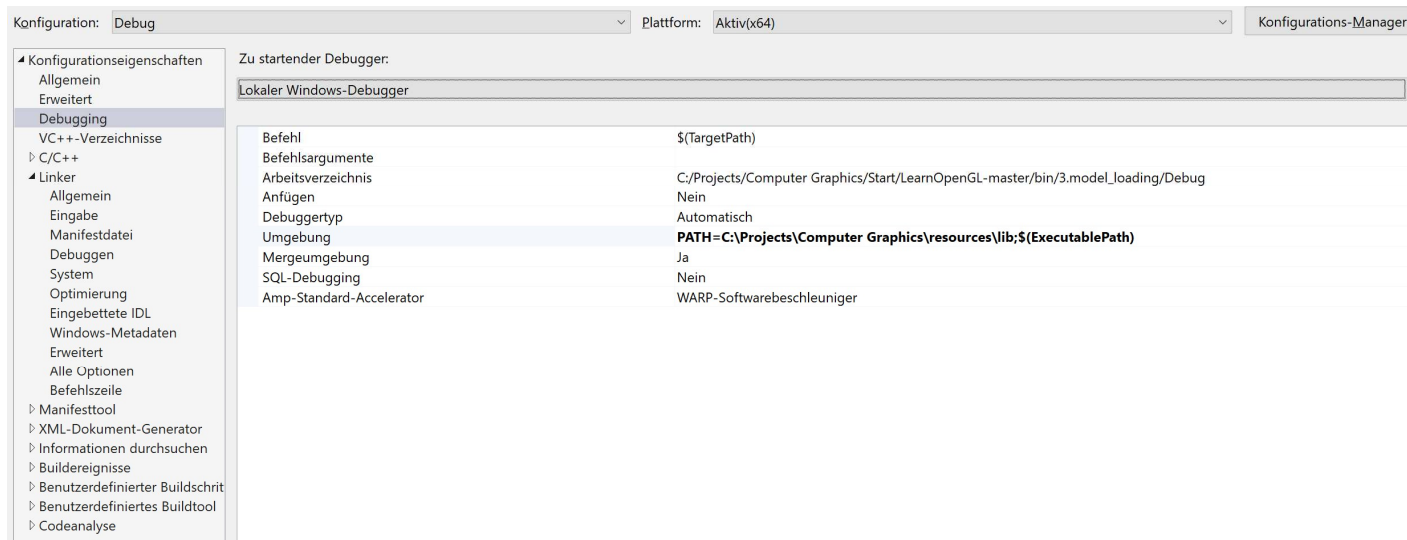 Konfiguration: Debug Plattform: Aktiv(x64) Konfigurations-Manager
Konfigurationseigenschaften
Allgemein
Erweitert
Debugging
VC++-Verzeichnisse
C/C++
Linker
Allgemein
Eingabe
Manifestdatei
Debuggen
System
Optimierung
Eingebettete IDL
Windows-Metadaten
Erweitert
Alle Optionen
Befehlszeile
Manifesttool
XML-Dokument-Generator
Informationen durchsuchen
Buildereignisse
Benutzerdefinierter Buildschrit
Benutzerdefiniertes Buildtool
Codeanalyse
Zu startender Debugger:
Lokaler Windows-Debugger
Befehl $(TargetPath)
Befehlsargumente
Arbeitsverzeichnis C:/Projects/Computer Graphics/Start/LearnOpenGL-master/bin/3.model_loading/Debug
Anfügen Nein
Debuggertyp Automatisch
Umgebung PATH=C:\Projects\Computer Graphics\resources\lib;$(ExecutablePath)
Mergeumgebung Ja
SQL-Debugging Nein
Amp-Standard-Accelerator WARP-Softwarebeschleuniger